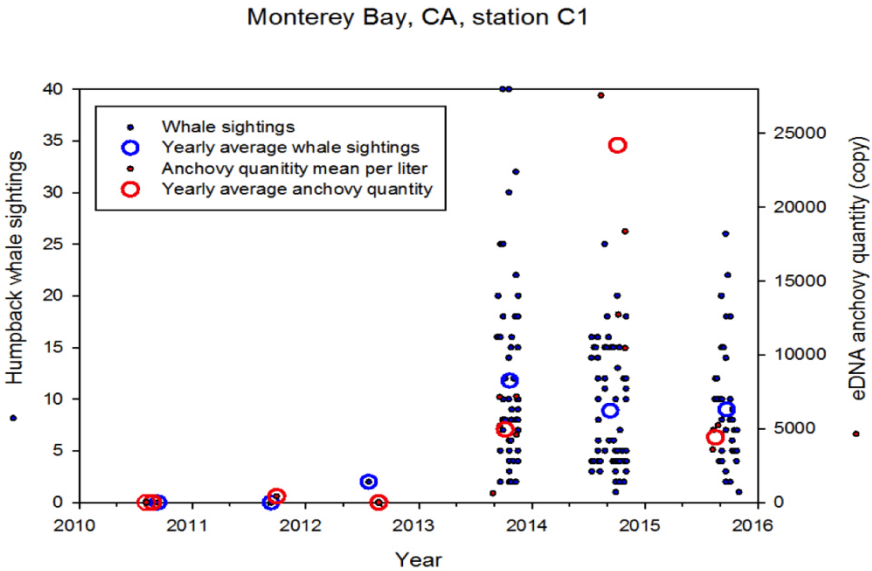 Monterey Bay, CA, station C1
Whale sightings
Yearly average whale sightings
Anchovy quanitity mean per liter
Yearly average anchovy quantity
Humpback whale sightings
40
35
30
25
20
15
10
5
0
25000
20000
15000
10000
5000
0
eDNA anchovy quantity (copy)
2010 2011 2012 2013 2014 2015 2016
Year